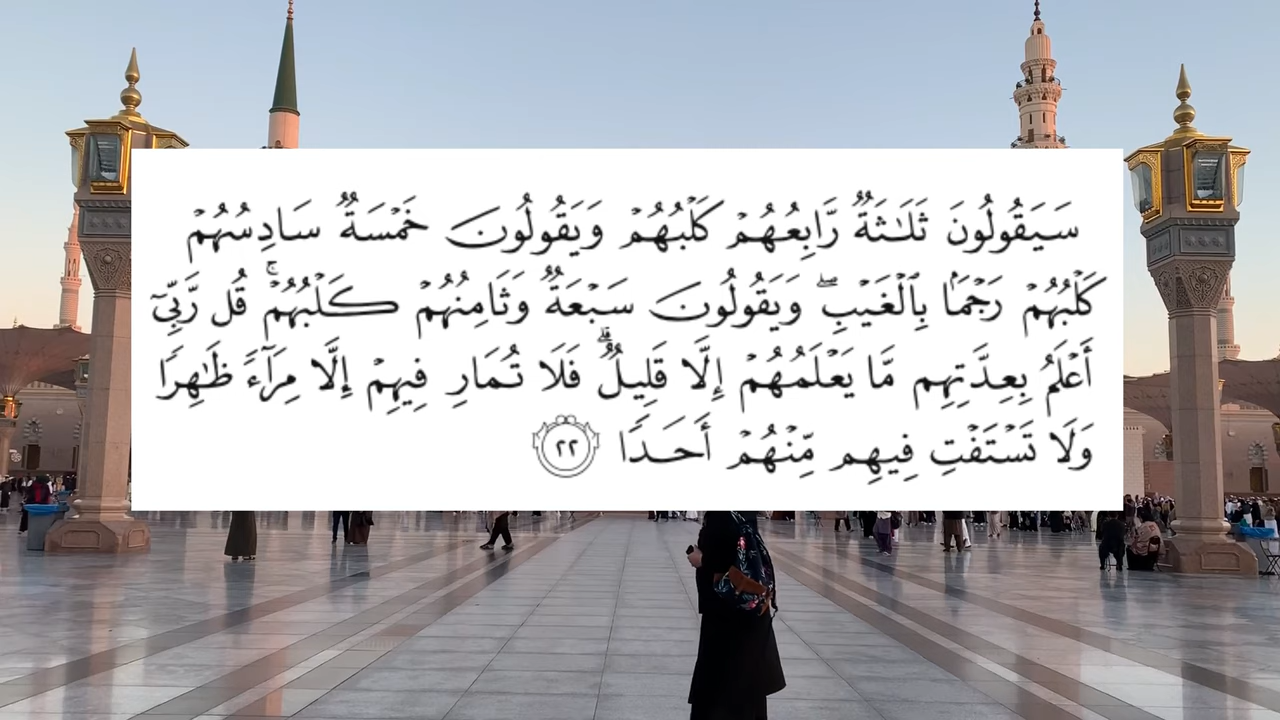 سَيَقُولُونَ ثَلَٰثَةٌ رَّابِعُهُمْ كَلْبُهُمْ وَيَقُولُونَ خَمْسَةٌ سَادِسُهُمْ
كَلْبُهُمْ رَجْمًۢا بِٱلْغَيْبِ ۖ وَيَقُولُونَ سَبْعَةٌ وَثَامِنُهُمْ كَلْبُهُمْ ۚ قُل رَّبِّىٓ
أَعْلَمُ بِعِدَّتِهِم مَّا يَعْلَمُهُمْ إِلَّا قَلِيلٌ ۗ فَلَا تُمَارِ فِيهِمْ إِلَّا مِرَآءً ظَٰهِرًا
وَلَا تَسْتَفْتِ فِيهِم مِّنْهُمْ أَحَدًا ٢٢